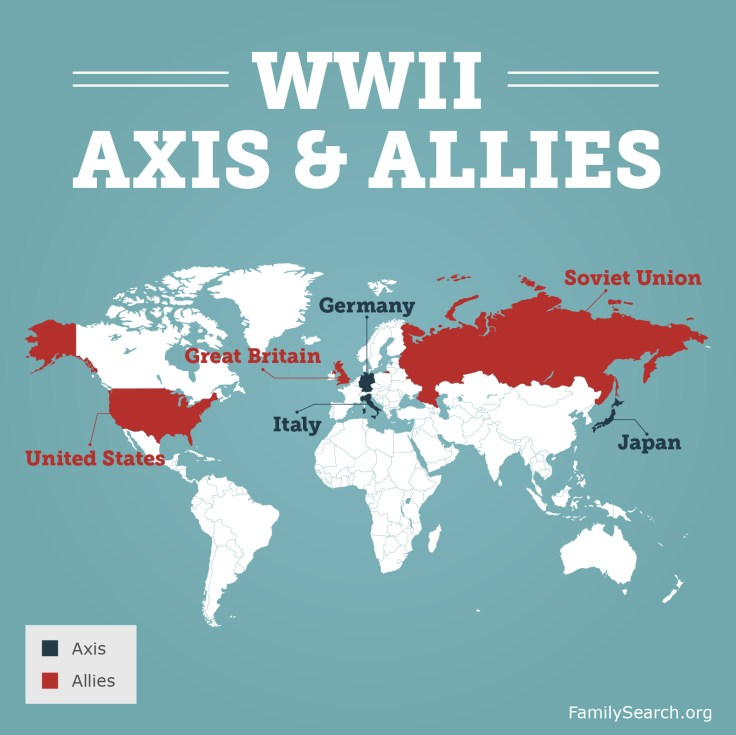 WWII
AXIS & ALLIES
Soviet Union
Germany
Great Britain
Italy
Japan
United States
Axis
Allies
FamilySearch.org